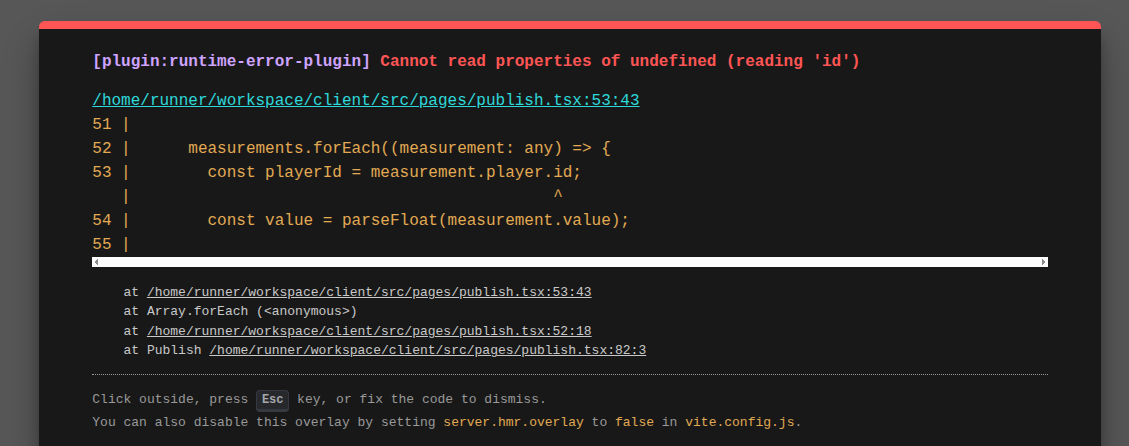 [plugin:runtime-error-plugin] Cannot read properties of undefined (reading 'id')
/home/runner/workspace/client/src/pages/publish.tsx:53:43
51 |
52 |      measurements.forEach((measurement: any) => {
53 |        const playerId = measurement.player.id;
   |                                            ^
54 |        const value = parseFloat(measurement.value);
55 |
at /home/runner/workspace/client/src/pages/publish.tsx:53:43
at Array.forEach (<anonymous>)
at /home/runner/workspace/client/src/pages/publish.tsx:52:18
at Publish /home/runner/workspace/client/src/pages/publish.tsx:82:3
Click outside, press Esc key, or fix the code to dismiss.
You can also disable this overlay by setting server.hmr.overlay to false in vite.config.js.